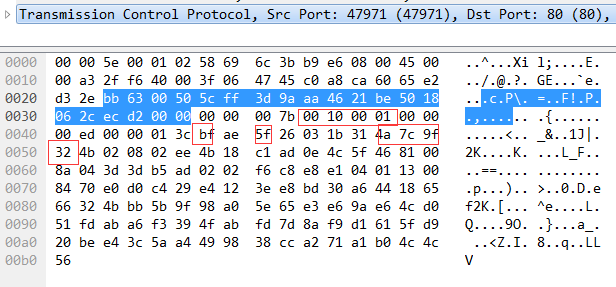 Transmission Control Protocol, Src Port: 47971 (47971), Dst Port: 80 (80),
0000 00 00 5e 00 01 02 58 69 6c 3b b9 e6 08 00 45 00 ..^...Xi l;....E.
0010 00 a3 2f f6 40 00 3f 06 47 45 c0 a8 ca 60 65 e2 ../.@.?. GE...`e.
0020 d3 2e bb 63 00 50 5c ff 3d 9a aa 46 21 be 50 18 ...c.P\. =..F!.P.
0030 06 2c ec d2 00 00 00 00 00 7b 00 10 00 01 00 00 .,...... .{......
0040 00 ed 00 00 01 3c bf ae 5f 26 03 1b 31 4a 7c 9f .....<.. _&..1J|.
0050 32 4b 02 08 02 ee 4b 18 c1 ad 0e 4c 5f 46 81 00 2K....K. ...L_F..
0060 8a 04 3d 3d b5 ad 02 02 f6 c8 e8 e1 04 01 13 00 ..==.... ........
0070 84 70 e0 d0 c4 29 e4 12 3e e8 bd 30 a6 44 18 65 .p...).. >..0.D.e
0080 66 32 4b bb 5b 9f 98 a0 5e 65 e3 e6 9a e6 4c d0 f2K.[... ^e....L.
0090 51 fd ab a6 f3 39 4f ab fd 7d 8a f9 d1 61 5f d9 Q....9O. .}...a_.
00a0 20 be e4 3c 5a a4 49 98 38 cc a2 71 a1 b0 4c 4c ..<Z.I. 8..q..LL
00b0 56 V